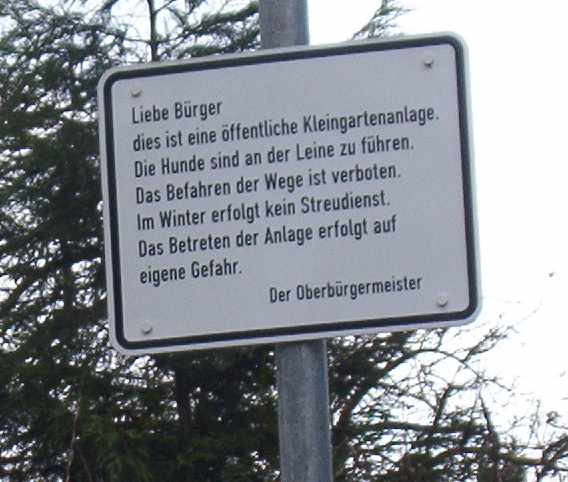 Liebe Bürger
dies ist eine öffentliche Kleingartenanlage.
Die Hunde sind an der Leine zu führen.
Das Befahren der Wege ist verboten.
Im Winter erfolgt kein Streudienst.
Das Betreten der Anlage erfolgt auf
eigene Gefahr.
Der Oberbürgermeister